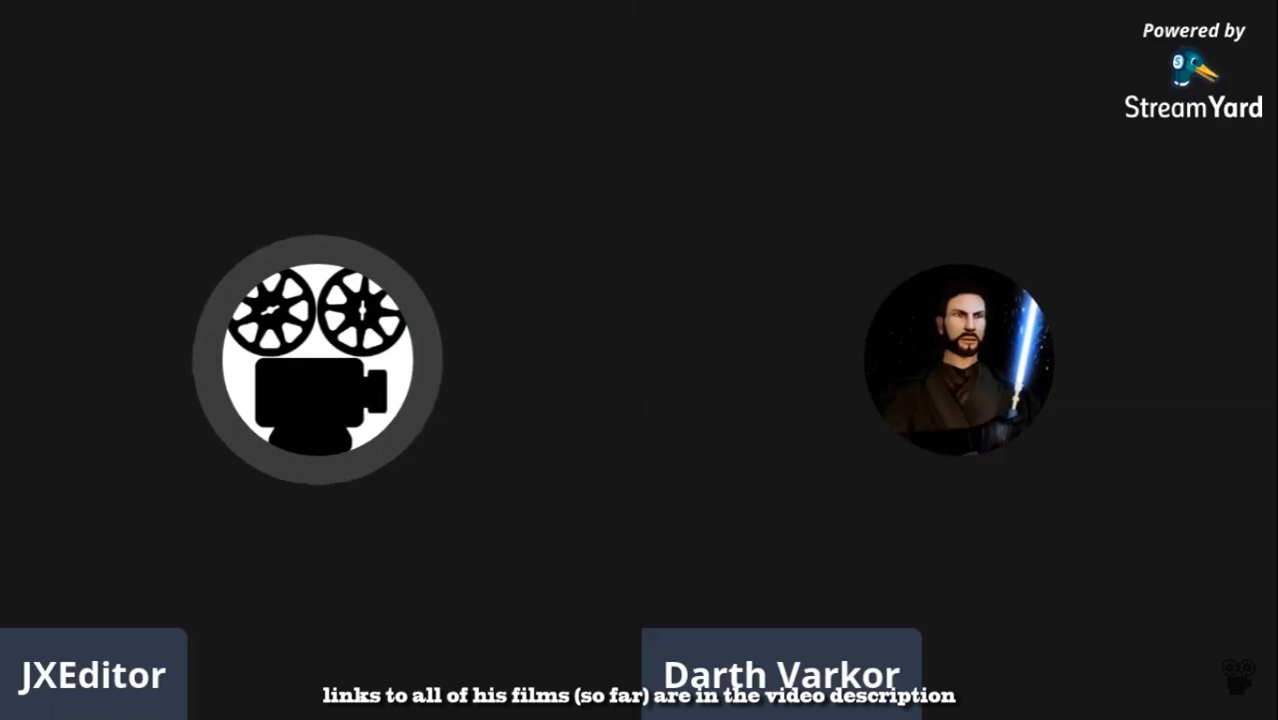 Powered by
StreamYard
JXEditor
Darth Varkor
links to all of his films (so far) are in the video description